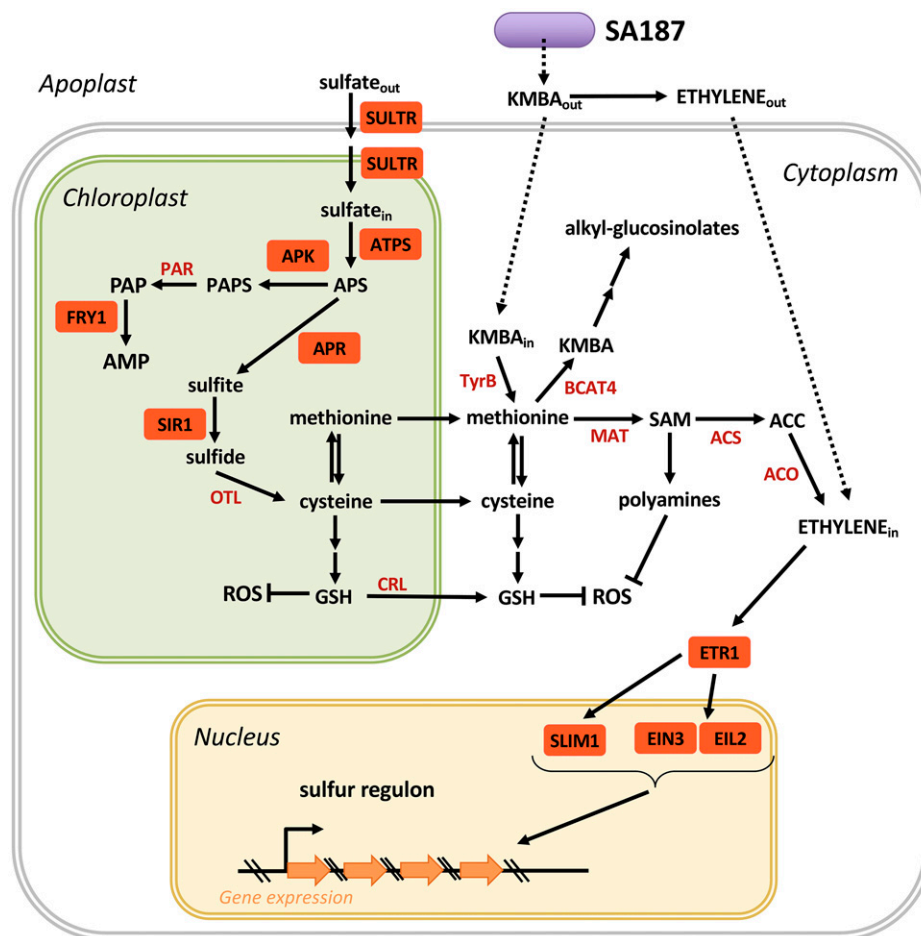 SA187
Apoplast
sulfateout
KMBAout
ETHYLENEout
SULTR
SULTR
Chloroplast
Cytoplasm
sulfatein
alkyl-glucosinolates
ATPS
APK
PAR
PAP
PAPS
APS
FRY1
AMP
APR
KMBAin
KMBA
sulfite
TyrB
BCAT4
SIR1
methionine
methionine
SAM
ACC
MAT
ACS
sulfide
OTL
ACO
cysteine
cysteine
polyamines
ETHYLENEin
CRL
ROS
GSH
GSH
ROS
ETR1
Nucleus
SLIM1
EIN3
EIL2
sulfur regulon
Gene expression